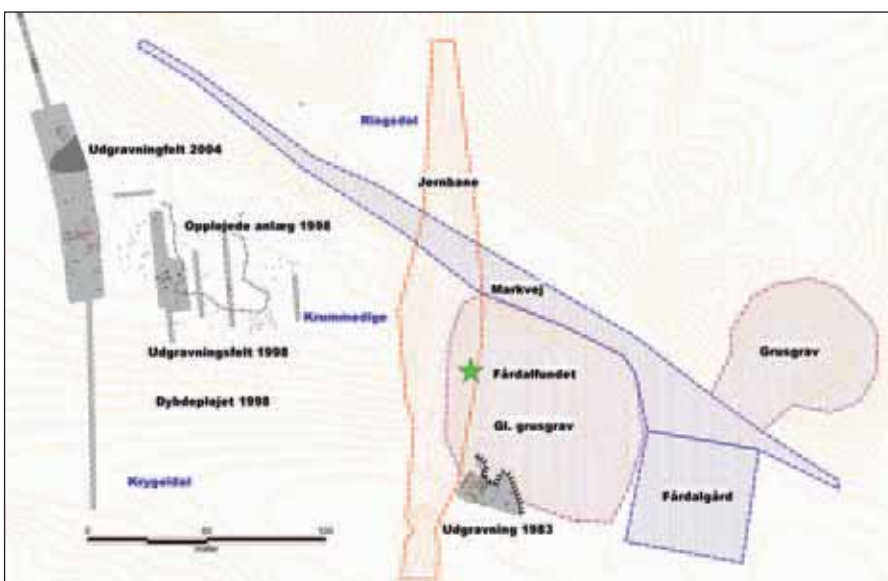 Ringsdal
Udgravningfelt 2004
Jernbane
Oppløjede anlæg 1998
Markvej
Krummedige
Udgravningsfelt 1998
Grusgrav
Fårdalfundet
Dybdepløjet 1998
Gl. grusgrav
Krygeldal
Fårdalgård
Udgravning 1983
0 50 100
meter